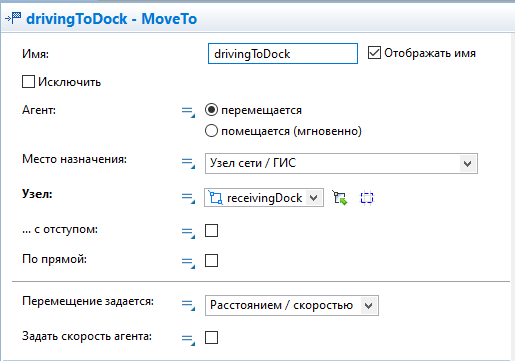 drivingToDock - MoveTo
Имя: drivingToDock Отображать имя
Исключить
Агент: перемещается
помещается (мгновенно)
Место назначения: Узел сети / ГИС
Узел: receivingDock
... с отступом:
По прямой:
Перемещение задается: Расстоянием / скоростью
Задать скорость агента: